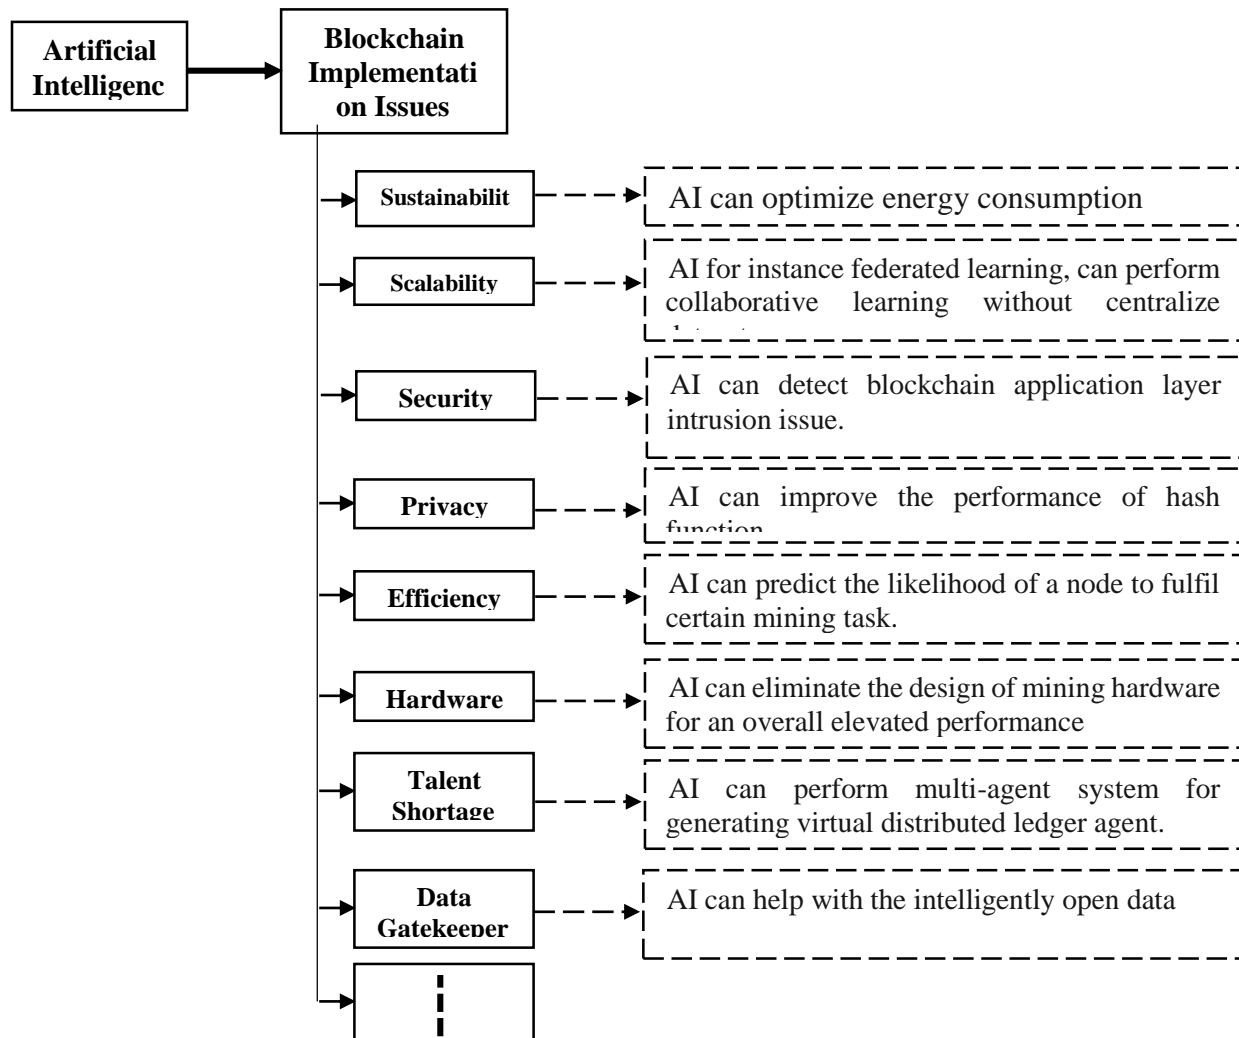 Artificial
Intelligenc
Blockchain
Implementati
on Issues
Sustainabilit
AI can optimize energy consumption
Scalability
AI for instance federated learning, can perform
collaborative learning without centralize
Security
AI can detect blockchain application layer
intrusion issue.
Privacy
AI can improve the performance of hash
function
Efficiency
AI can predict the likelihood of a node to fulfil
certain mining task.
Hardware
AI can eliminate the design of mining hardware
for an overall elevated performance
Talent
Shortage
AI can perform multi-agent system for
generating virtual distributed ledger agent.
Data
Gatekeeper
AI can help with the intelligently open data